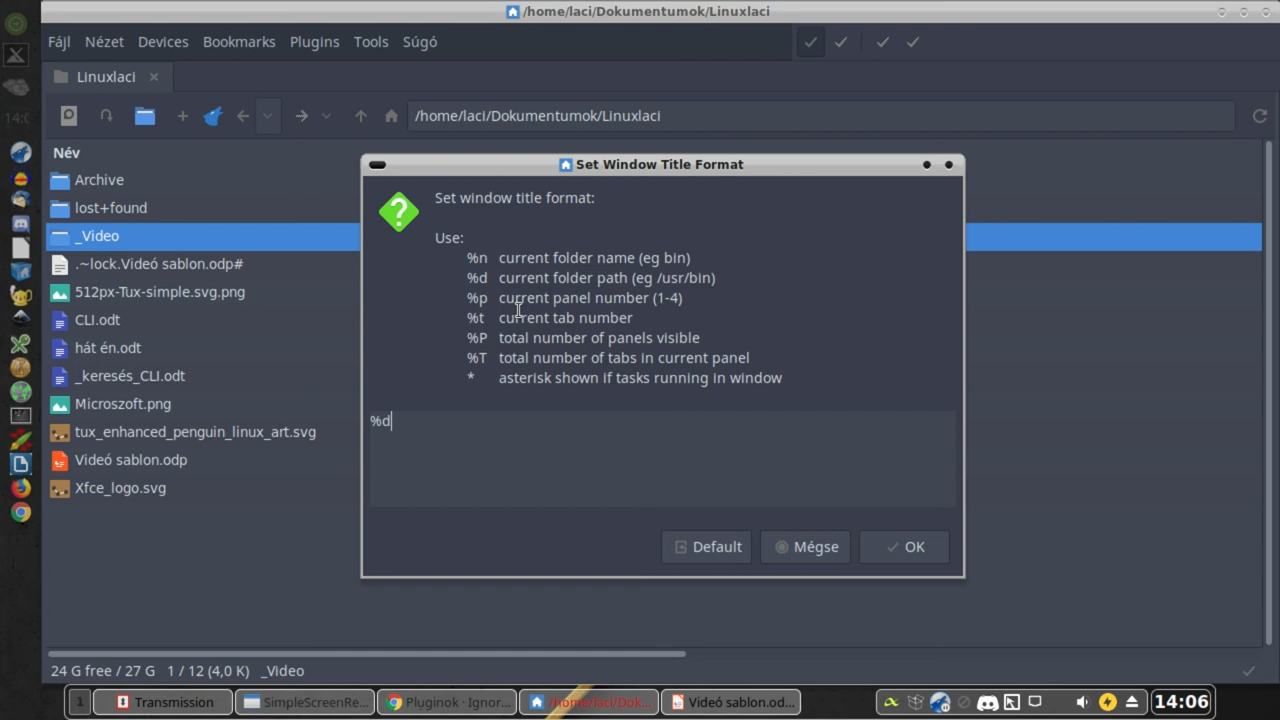 /home/laci/Dokumentumok/Linuxlaci
Fájl Nézet Devices Bookmarks Plugins Tools Súgó
Linuxlaci
/home/laci/Dokumentumok/Linuxlaci
Név
Archive
lost+found
_Video
.~lock.Videó sablon.odp#
512px-Tux-simple.svg.png
CLI.odt
hát én.odt
_keresés_CLI.odt
Microszoft.png
tux_enhanced_penguin_linux_art.svg
Videó sablon.odp
Xfce_logo.svg
Set Window Title Format
Set window title format:
Use:
%n current folder name (eg bin)
%d current folder path (eg /usr/bin)
%p current panel number (1-4)
%t current tab number
%P total number of panels visible
%T total number of tabs in current panel
* asterisk shown if tasks running in window
%d
Default Mégse OK
24 G free / 27 G 1 / 12 (4,0 K) _Video
1 Transmission SimpleScreenRe... Pluginok - Ignor... /home/laci/Dok... Videó sablon.od... 14:06